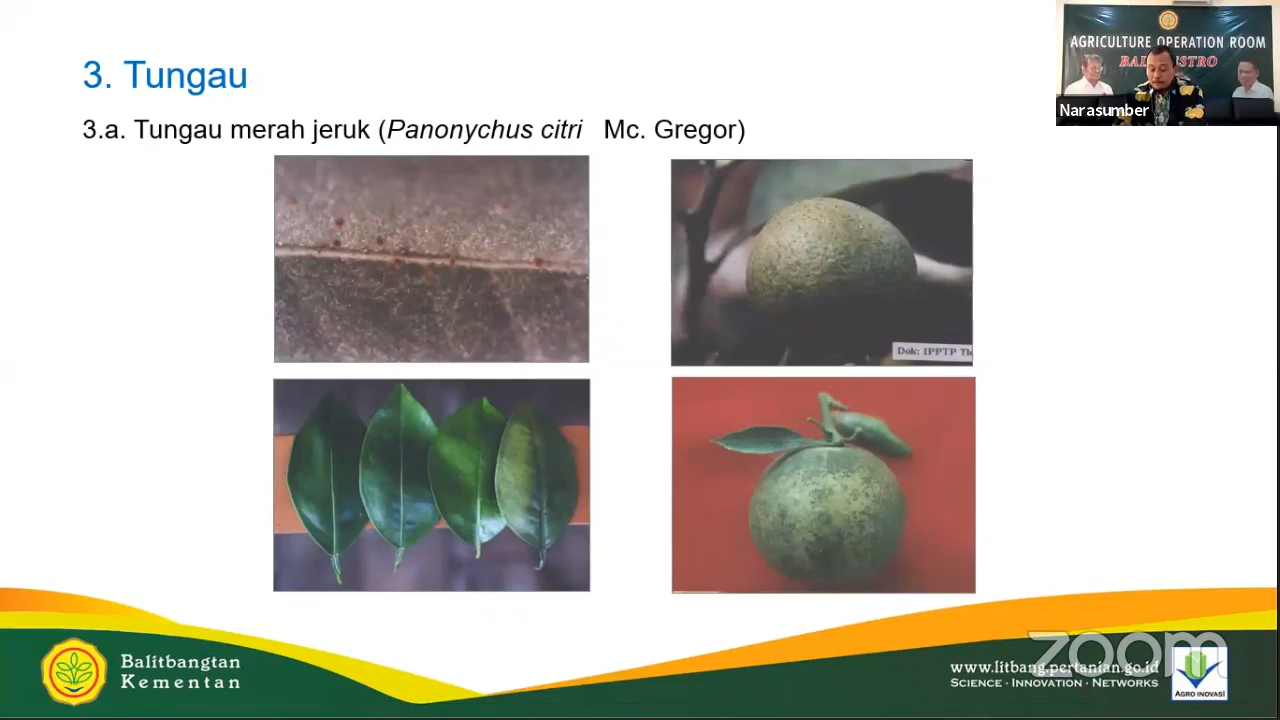 3. Tungau
3.a. Tungau merah jeruk (Panonychus citri Mc. Gregor)
AGRICULTURE OPERATION ROOM
Narasumber
Dok: IPPTP
Balitbangtan
Kementan
zoom
www.litbang.pertanian.go.id
SCIENCE · INNOVATION · NETWORKS
AGRO INOVASI